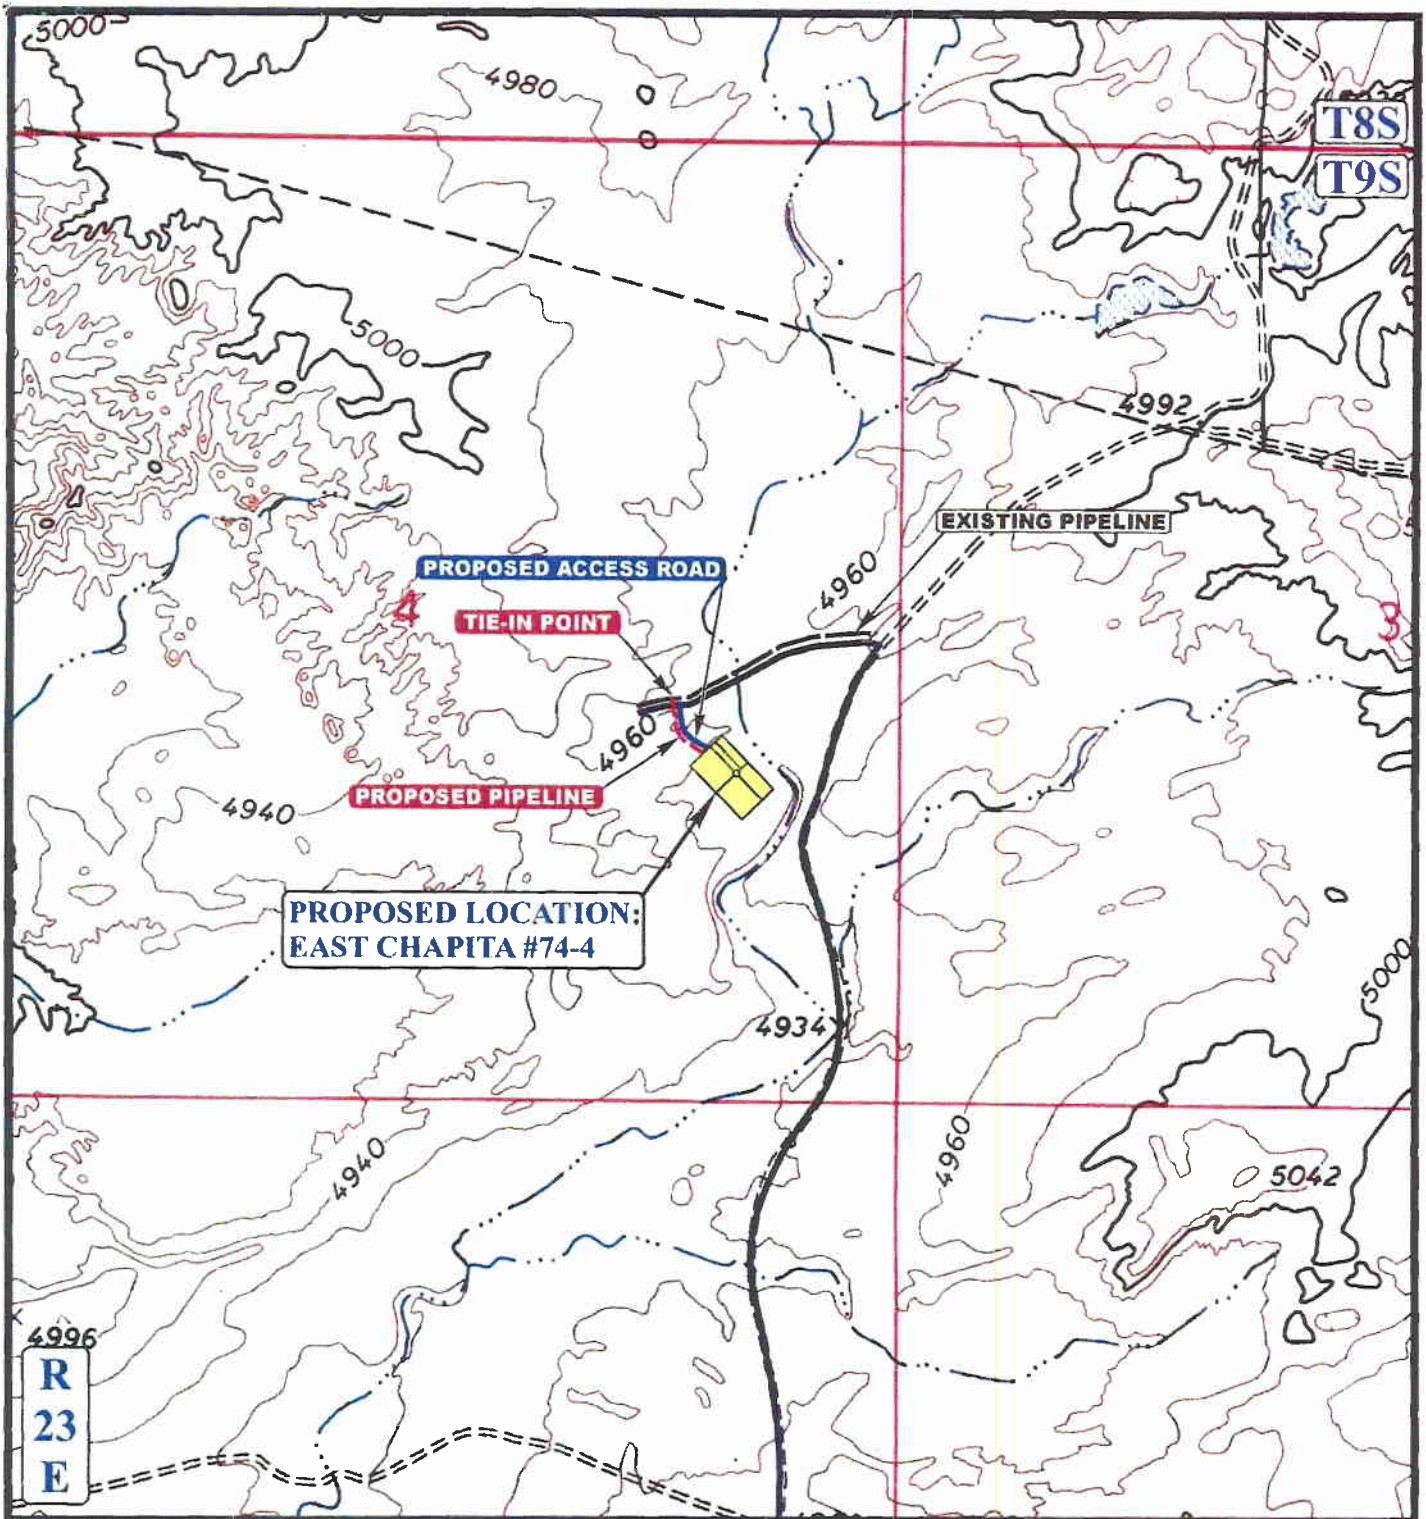 5000
4980
T8S
T9S
5000
4992
EXISTING PIPELINE
PROPOSED ACCESS ROAD
4960
4
TIE-IN POINT
3
4960
PROPOSED PIPELINE
4940
PROPOSED LOCATION:
EAST CHAPITA #74-4
5000
4934
4960
4940
5042
4996
R
23
E